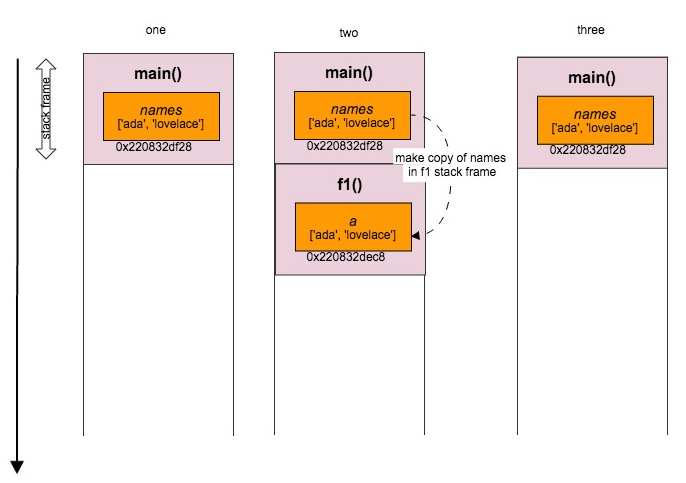 one
two
three
stack frame
main()
names
['ada', 'lovelace']
0x220832df28
main()
names
['ada', 'lovelace']
0x220832df28
make copy of names
in f1 stack frame
f1()
a
['ada', 'lovelace']
0x220832dec8
main()
names
['ada', 'lovelace']
0x220832df28